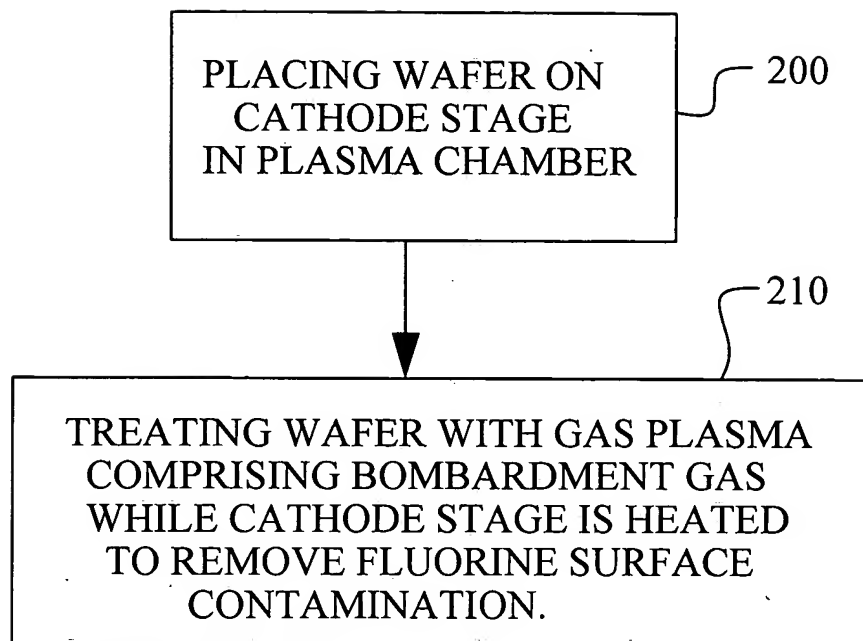 PLACING WAFER ON
CATHODE STAGE
IN PLASMA CHAMBER
200
210
TREATING WAFER WITH GAS PLASMA
COMPRISING BOMBARDMENT GAS
WHILE CATHODE STAGE IS HEATED
TO REMOVE FLUORINE SURFACE
CONTAMINATION.